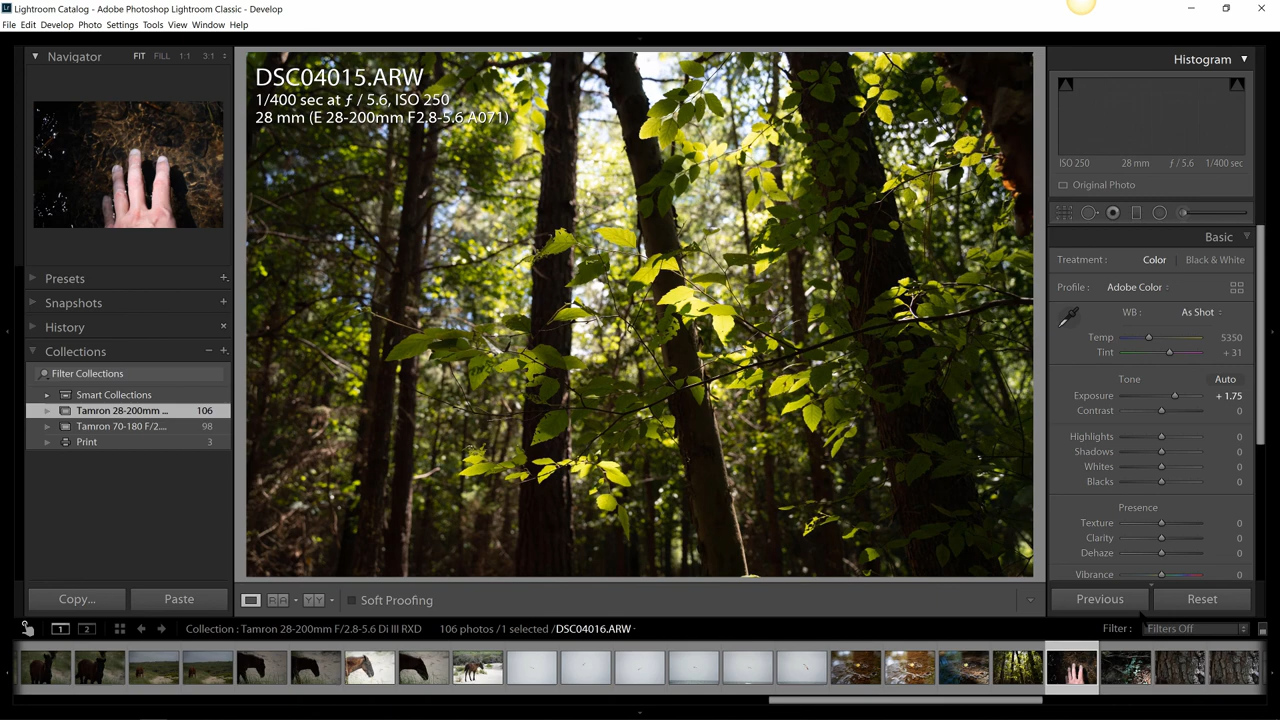 Lightroom Catalog - Adobe Photoshop Lightroom Classic - Develop
File Edit Develop Photo Settings Tools View Window Help
Navigator FIT FILL 1:1 3:1
Presets
Snapshots
History
Collections
Filter Collections
Smart Collections
Tamron 28-200mm ... 106
Tamron 70-180 F/2.... 98
Print 3
Copy... Paste
DSC04015.ARW
1/400 sec at ƒ / 5.6, ISO 250
28 mm (E 28-200mm F2.8-5.6 A071)
Soft Proofing
Histogram
ISO 250 28 mm ƒ / 5.6 1/400 sec
Original Photo
Basic
Treatment : Color Black & White
Profile : Adobe Color
WB : As Shot
Temp 5350
Tint + 31
Tone Auto
Exposure + 1.75
Contrast 0
Highlights 0
Shadows 0
Whites 0
Blacks 0
Presence
Texture 0
Clarity 0
Dehaze 0
Vibrance 0
Previous Reset
1 2 Collection : Tamron 28-200mm F/2.8-5.6 Di III RXD 106 photos / 1 selected / DSC04016.ARW Filter : Filters Off